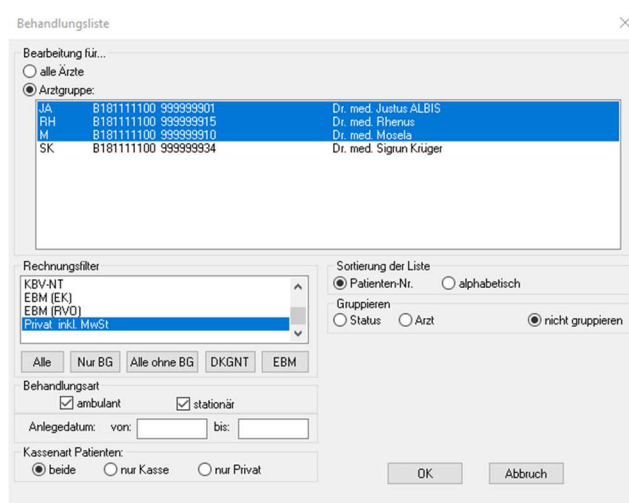 Behandlungsliste
Bearbeitung für...
alle Ärzte
Arztgruppe:
JA B181111100 999999901 Dr. med. Justus ALBIS
RH B181111100 999999915 Dr. med. Rhenus
M B181111100 999999910 Dr. med. Mosela
SK B181111100 999999934 Dr. med. Sigrun Krüger
Rechnungsfilter
KBV-NT
EBM (EK)
EBM (RVO)
Privat inkl. MwSt
Alle Nur BG Alle ohne BG DKGNT EBM
Sortierung der Liste
Patienten-Nr. alphabetisch
Gruppieren
Status Arzt nicht gruppieren
Behandlungsart
ambulant stationär
Anlegedatum: von: bis:
Kassenart Patienten:
beide nur Kasse nur Privat
OK Abbruch